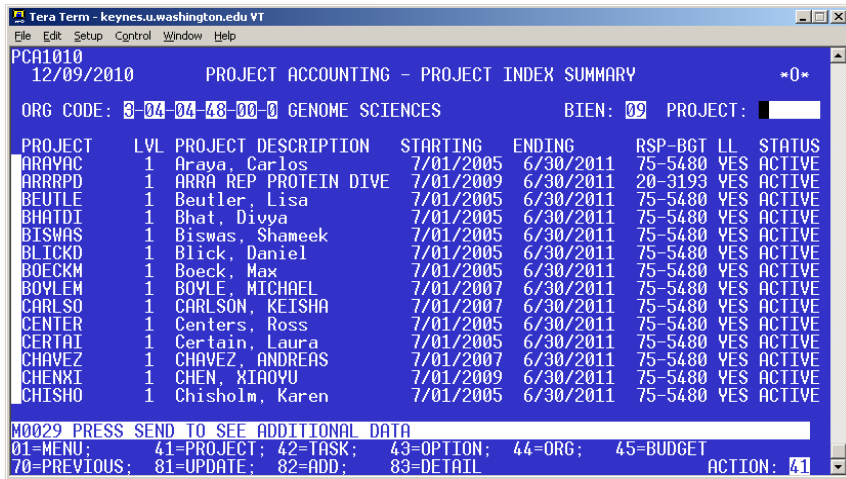 Tera Term - keynes.u.washington.edu VT
File Edit Setup Control Window Help
PCA1010
12/09/2010 PROJECT ACCOUNTING - PROJECT INDEX SUMMARY *0*
ORG CODE: 3-04-04-48-00-0 GENOME SCIENCES BIEN: 09 PROJECT:
PROJECT LVL PROJECT DESCRIPTION STARTING ENDING RSP-BGT LL STATUS
ARAYAC 1 Araya, Carlos 7/01/2005 6/30/2011 75-5480 YES ACTIVE
ARRRPD 1 ARRA REP PROTEIN DIVE 7/01/2009 6/30/2011 20-3193 YES ACTIVE
BEUTLE 1 Beutler, Lisa 7/01/2005 6/30/2011 75-5480 YES ACTIVE
BHATDI 1 Bhat, Divya 7/01/2005 6/30/2011 75-5480 YES ACTIVE
BISWAS 1 Biswas, Shameek 7/01/2005 6/30/2011 75-5480 YES ACTIVE
BLICKD 1 Blick, Daniel 7/01/2005 6/30/2011 75-5480 YES ACTIVE
BOECKM 1 Boeck, Max 7/01/2005 6/30/2011 75-5480 YES ACTIVE
BOYLEM 1 BOYLE, MICHAEL 7/01/2007 6/30/2011 75-5480 YES ACTIVE
CARLSO 1 CARLSON, KEISHA 7/01/2007 6/30/2011 75-5480 YES ACTIVE
CENTER 1 Centers, Ross 7/01/2005 6/30/2011 75-5480 YES ACTIVE
CERTAI 1 Certain, Laura 7/01/2005 6/30/2011 75-5480 YES ACTIVE
CHAVEZ 1 CHAVEZ, ANDREAS 7/01/2007 6/30/2011 75-5480 YES ACTIVE
CHENXI 1 CHEN, XIAOYU 7/01/2009 6/30/2011 75-5480 YES ACTIVE
CHISHO 1 Chisholm, Karen 7/01/2005 6/30/2011 75-5480 YES ACTIVE
M0029 PRESS SEND TO SEE ADDITIONAL DATA
01=MENU; 41=PROJECT; 42=TASK; 43=OPTION; 44=ORG; 45=BUDGET
70=PREVIOUS; 81=UPDATE; 82=ADD; 83=DETAIL ACTION: 41